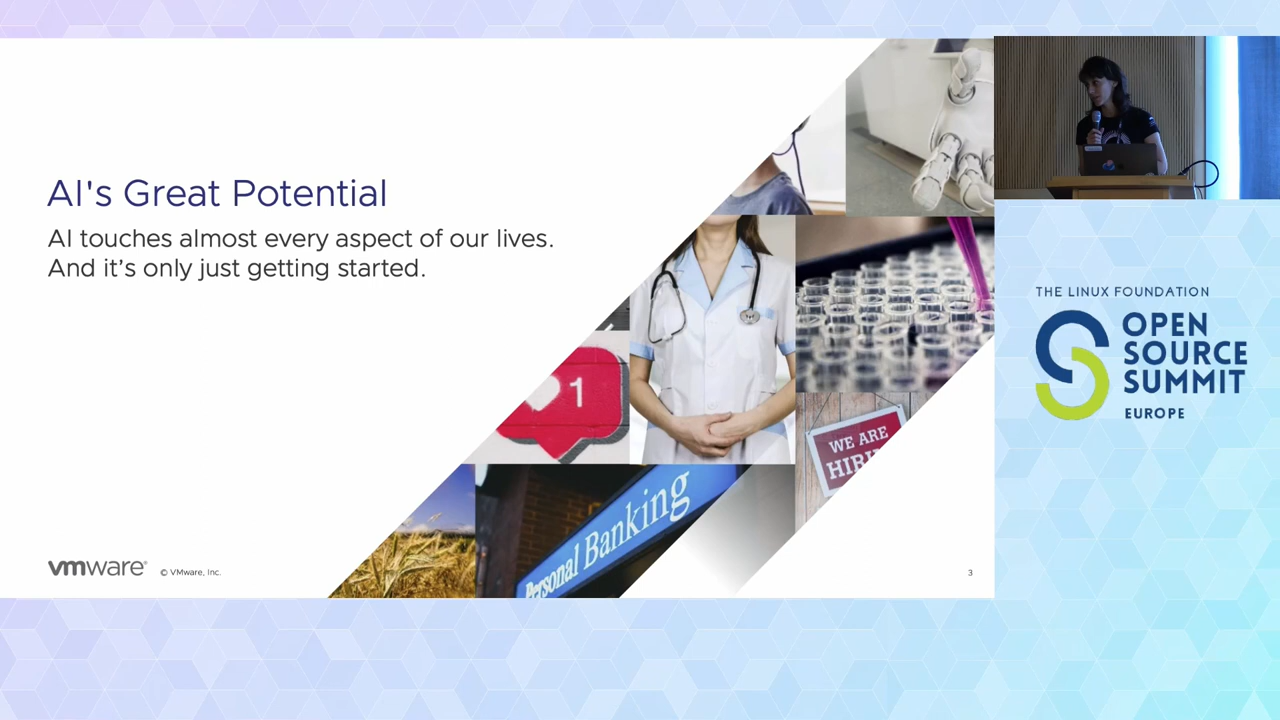 AI's Great Potential
AI touches almost every aspect of our lives.
And it's only just getting started.
1
WE ARE
Personal Banking
vmware®
© VMware, Inc.
3
THE LINUX FOUNDATION
OPEN
SOURCE
SUMMIT
EUROPE